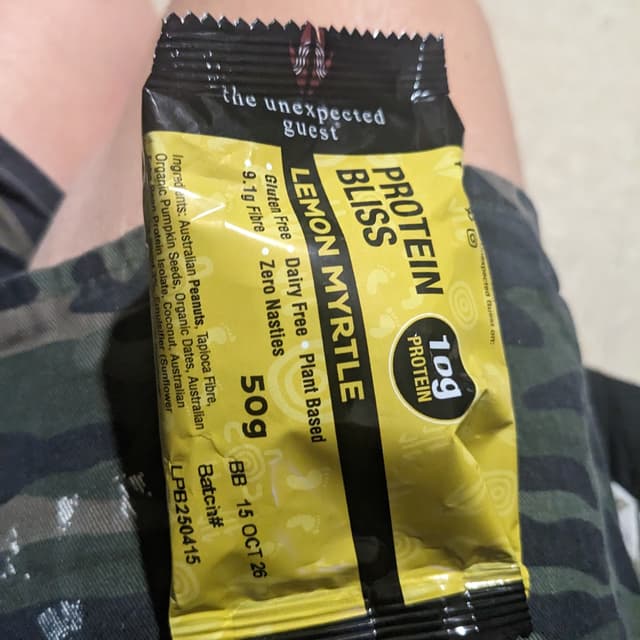 the unexpected
guest
PROTEIN
BLISS
LEMON MYRTLE
10g
PROTEIN
• Gluten Free • Dairy Free • Plant Based
• 9.1g Fibre • Zero Nasties
50g
Ingredients: Australian Peanuts, Tapioca Fibre,
Organic Pumpkin Seeds, Organic Dates, Australian
Protein Isolate, Coconut, Australian
(Sunflower
BB 15 OCT 26
Batch#
LPB250415